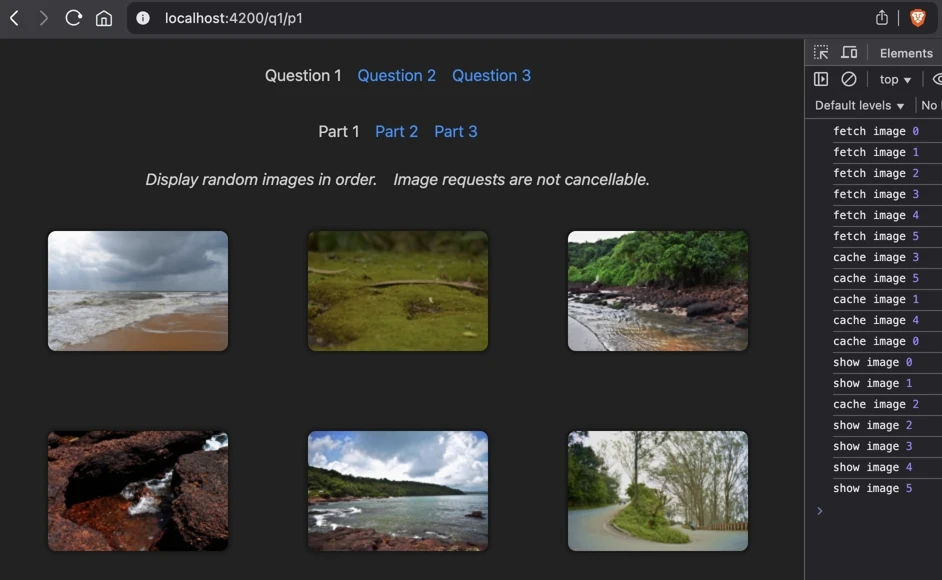 localhost:4200/q1/p1
Elements
top
Default levels
No
Question 1 Question 2 Question 3
Part 1 Part 2 Part 3
Display random images in order. Image requests are not cancellable.
fetch image 0
fetch image 1
fetch image 2
fetch image 3
fetch image 4
fetch image 5
cache image 3
cache image 5
cache image 1
cache image 4
cache image 0
show image 0
show image 1
cache image 2
show image 2
show image 3
show image 4
show image 5